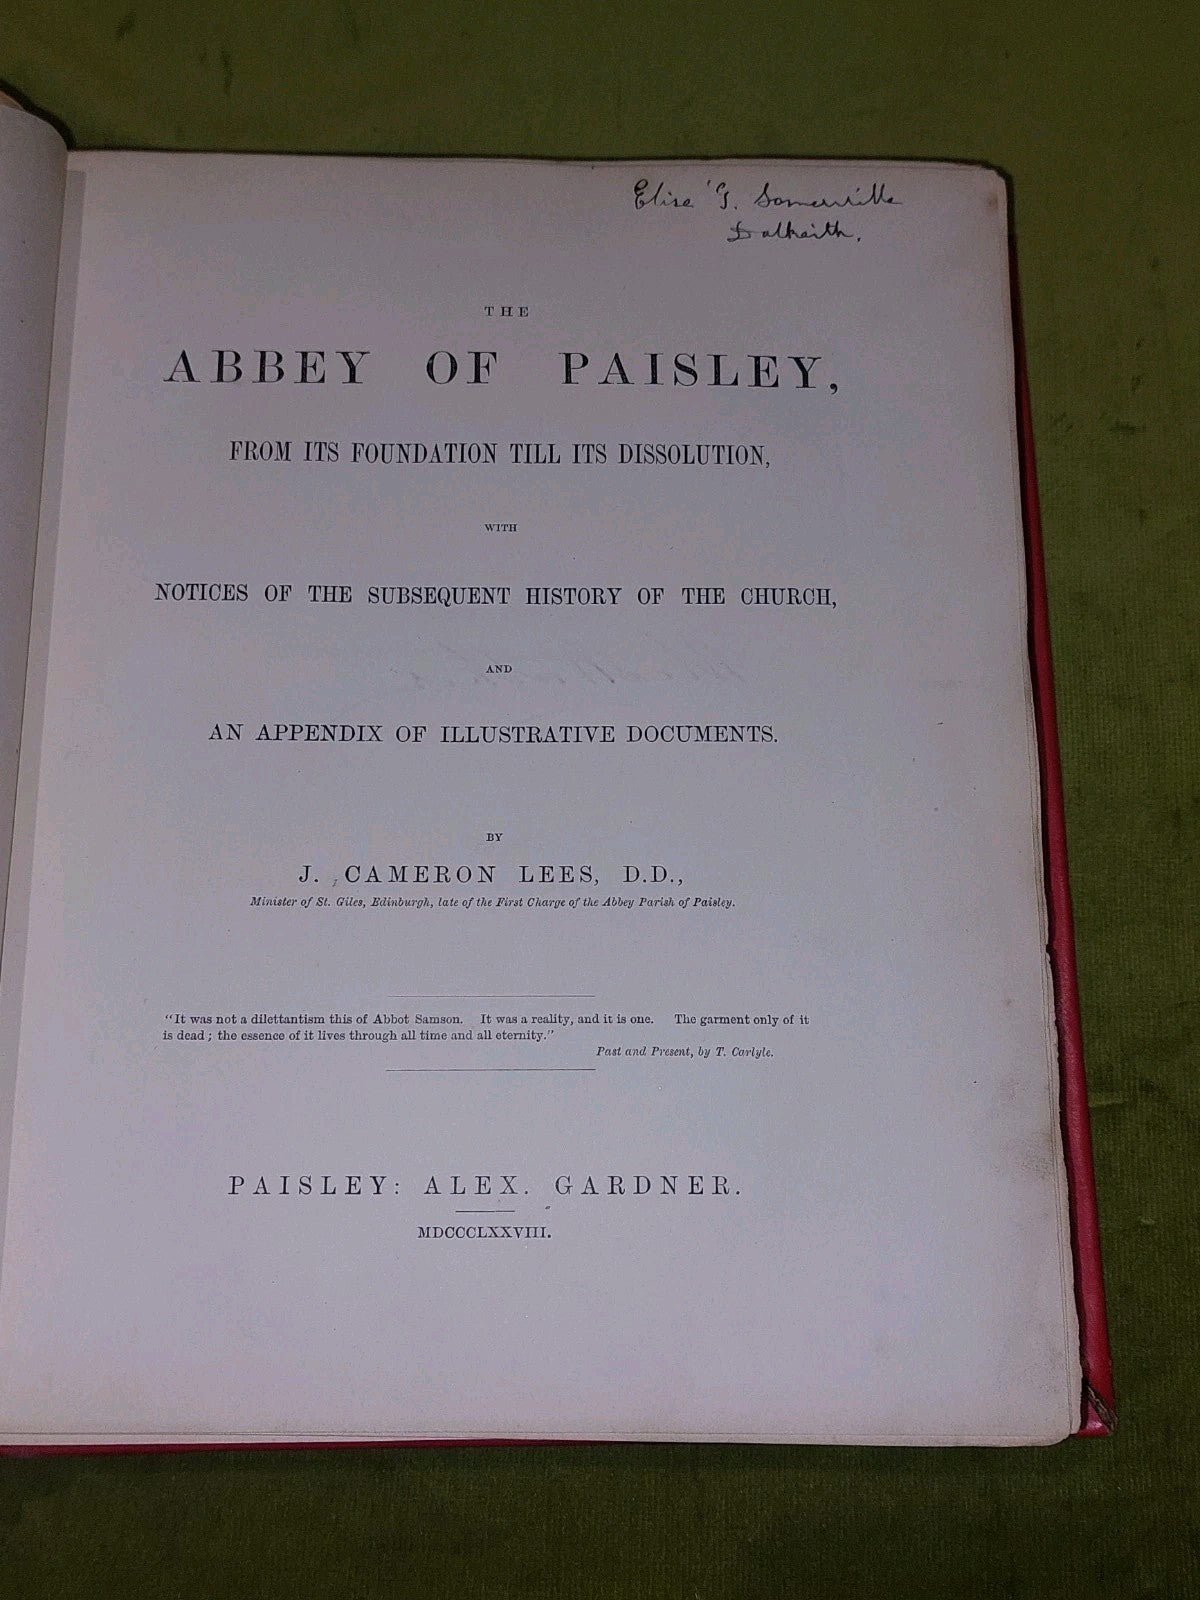 Elise G. Somerville
Dalkeith.
THE
ABBEY OF PAISLEY,
FROM ITS FOUNDATION TILL ITS DISSOLUTION,
WITH
NOTICES OF THE SUBSEQUENT HISTORY OF THE CHURCH,
AND
AN APPENDIX OF ILLUSTRATIVE DOCUMENTS.
BY
J. CAMERON LEES, D.D.,
Minister of St. Giles, Edinburgh, late of the First Charge of the Abbey Parish of Paisley.
"It was not a dilettantism this of Abbot Samson. It was a reality, and it is one. The garment only of it
is dead; the essence of it lives through all time and all eternity."
Past and Present, by T. Carlyle.
PAISLEY: ALEX. GARDNER.
MDCCCLXXVIII.